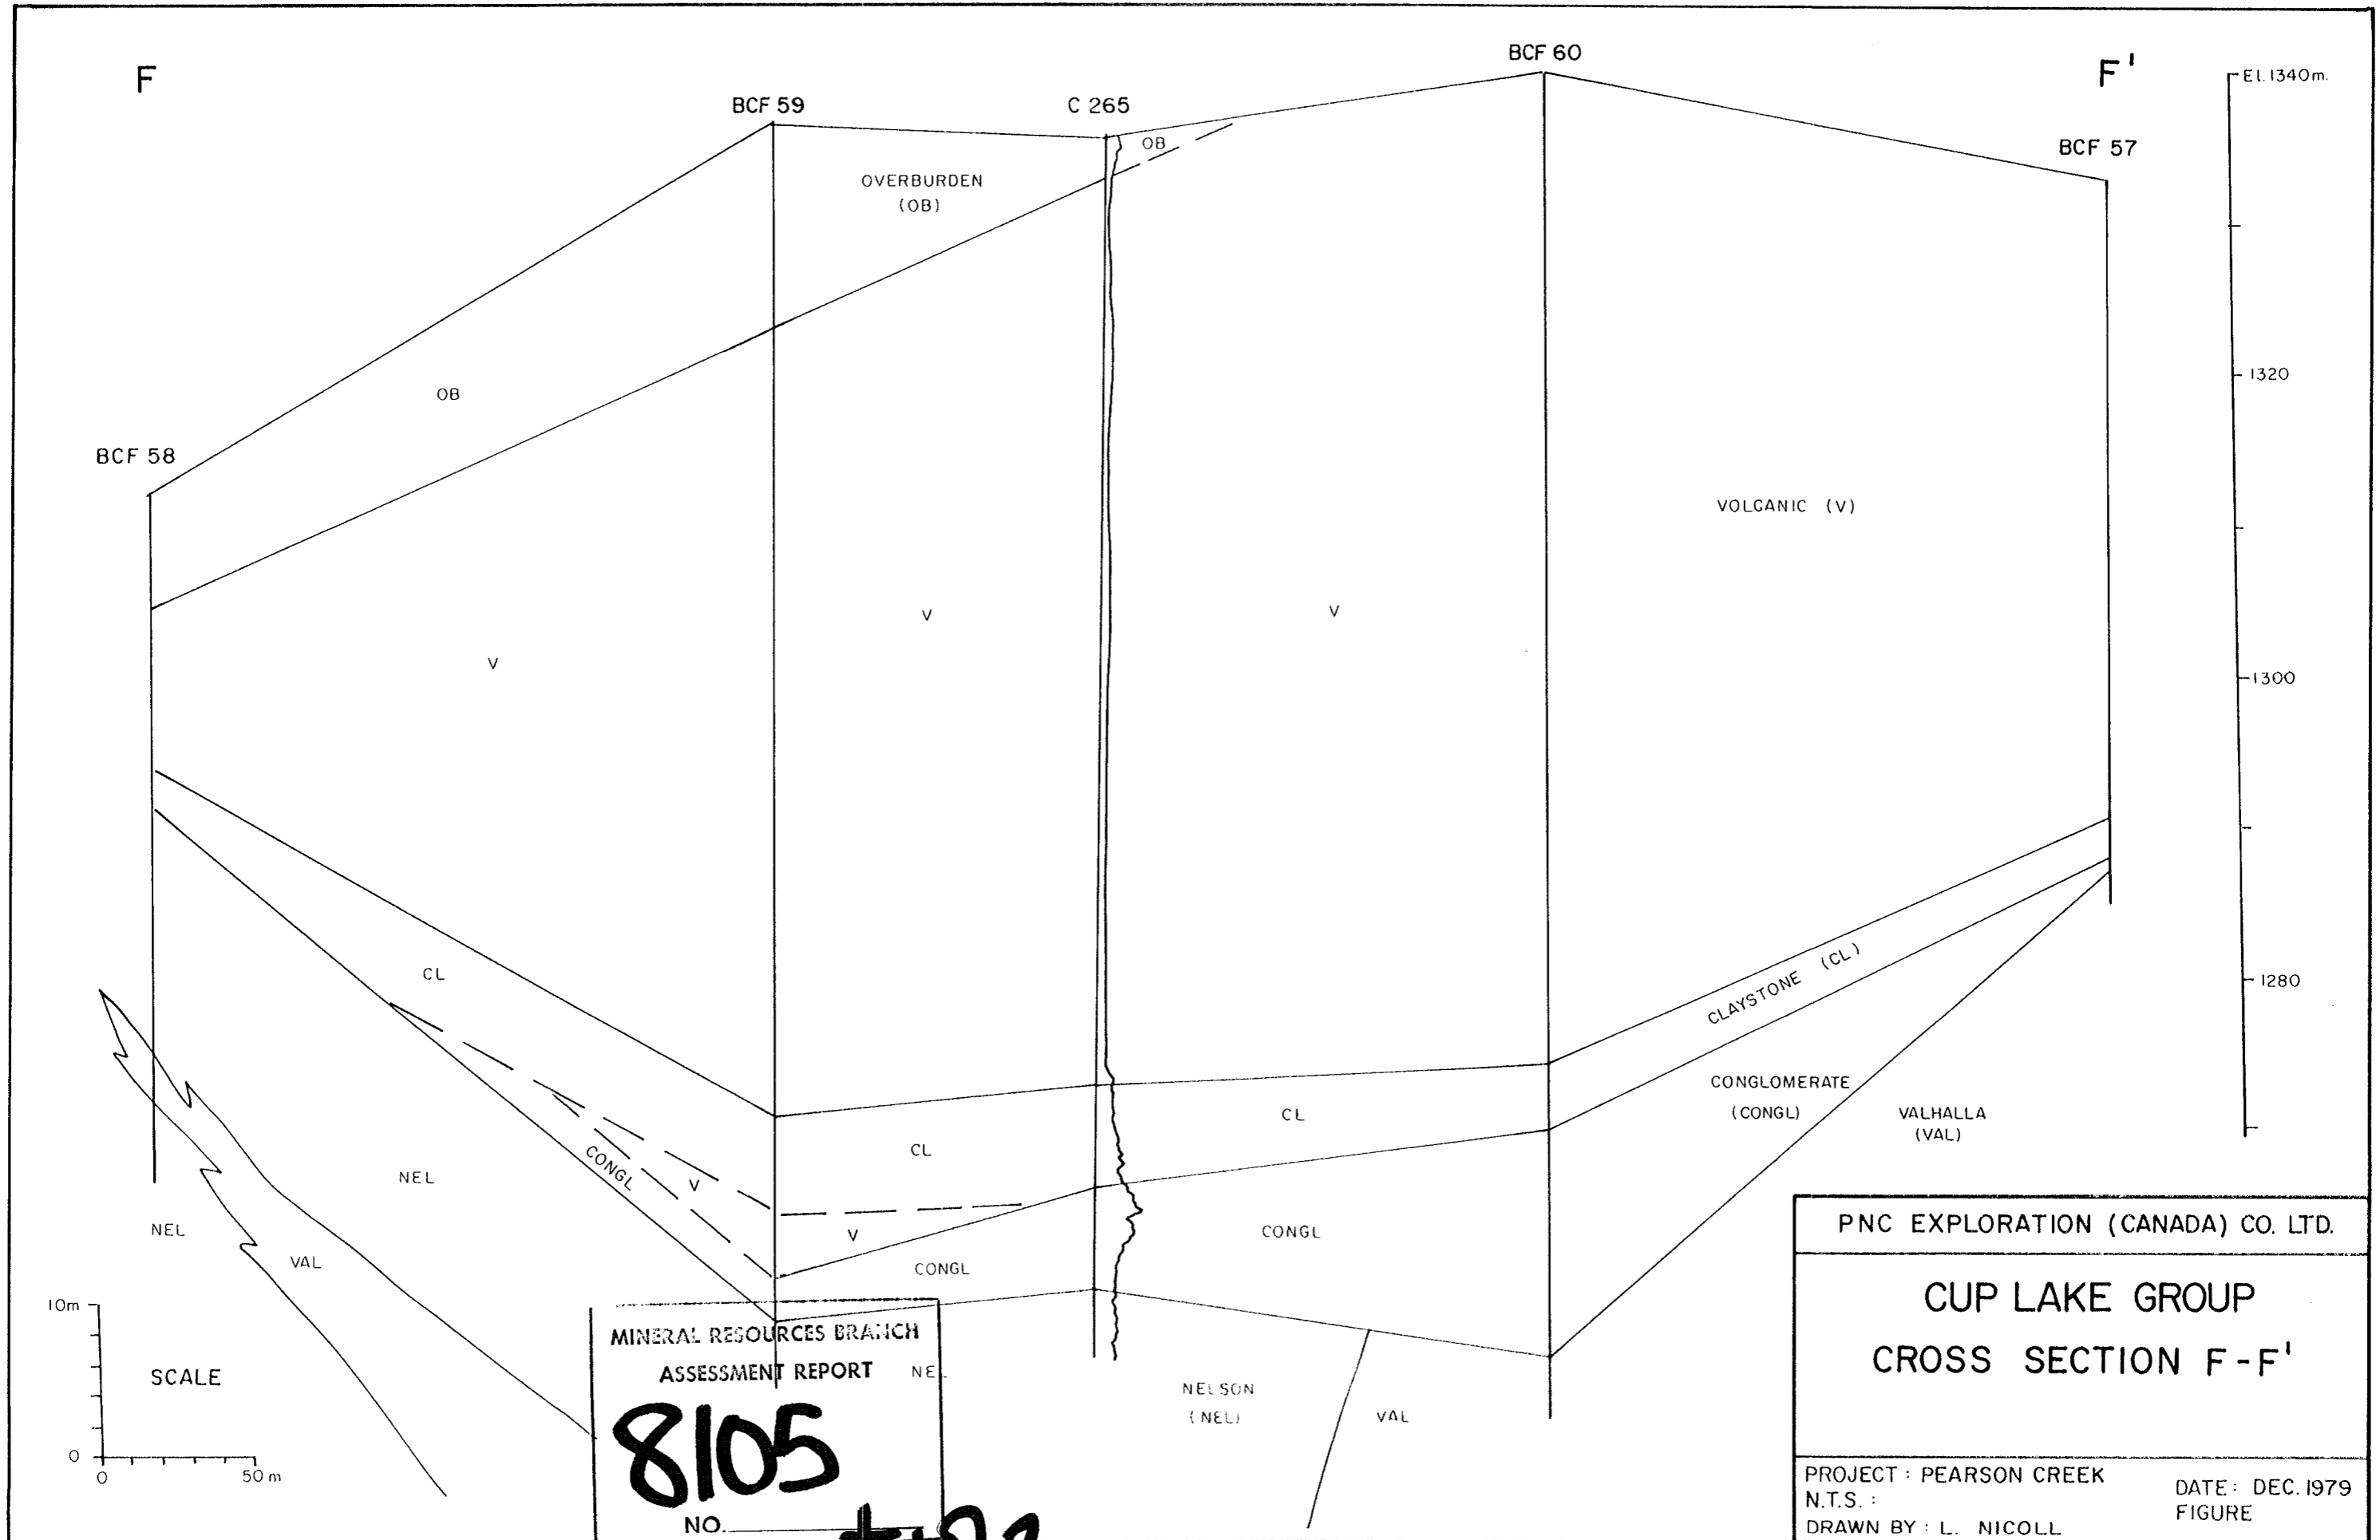 F
BCF 59
C 265
BCF 60
F'
BCF 57
El. 1340m.
1320
1300
1280
OB
OVERBURDEN
(OB)
OB
BCF 58
VOLCANIC (V)
V
V
V
CL
CLAYSTONE (CL)
CONGLOMERATE
(CONGL)
VALHALLA
(VAL)
CL
CL
CONGL
V
V
NEL
NEL
VAL
CONGL
CONGL
NELSON
(NEL)
VAL
NEL
10m
SCALE
0
0
50 m
MINERAL RESOURCES BRANCH
ASSESSMENT REPORT
8105
NO.
PNC EXPLORATION (CANADA) CO. LTD.
CUP LAKE GROUP
CROSS SECTION F-F'
PROJECT : PEARSON CREEK
N.T.S. :
DRAWN BY : L. NICOLL
DATE : DEC. 1979
FIGURE